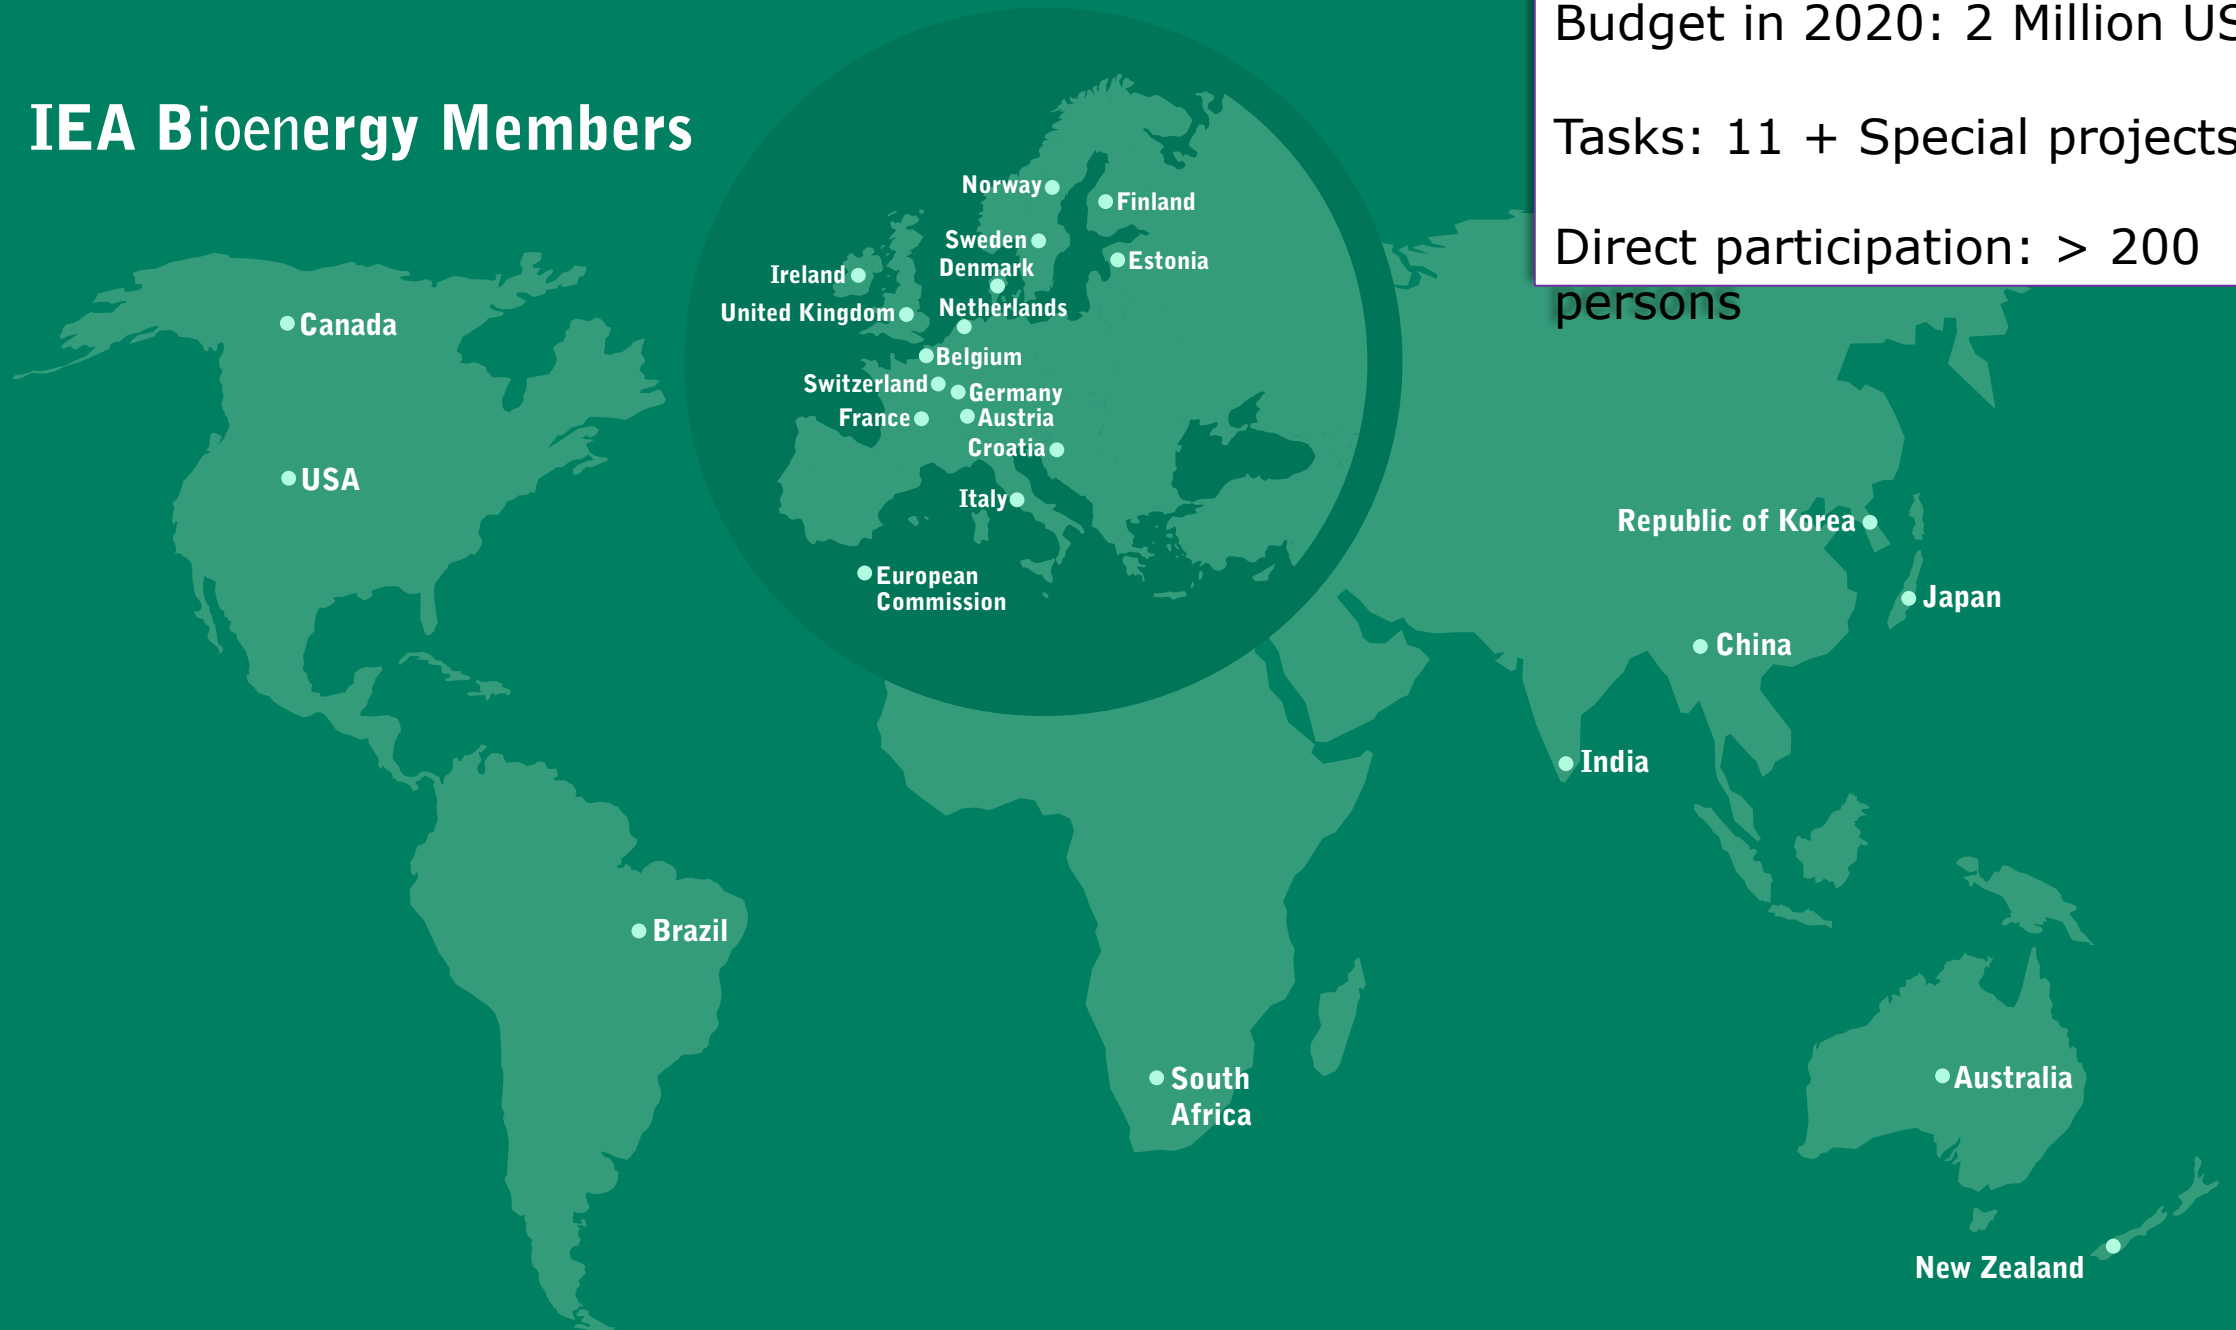 Budget in 2020: 2 Million US
IEA Bioenergy Members
Tasks: 11 + Special projects
Direct participation: > 200
persons
Norway
Finland
Sweden
Denmark
Estonia
Ireland
United Kingdom
Netherlands
Belgium
Switzerland
Germany
France
Austria
Croatia
Italy
European
Commission
Canada
USA
Republic of Korea
Japan
China
India
Brazil
South
Africa
Australia
New Zealand